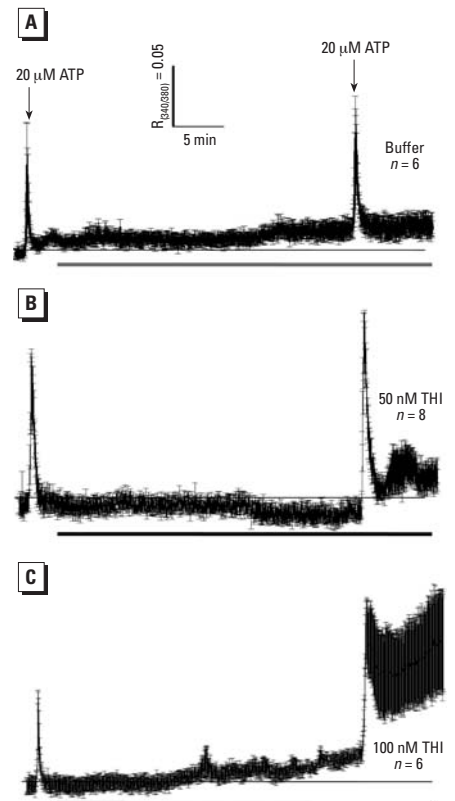 A
20 μM ATP
20 μM ATP
R(340/380) = 0.05
5 min
Buffer
n = 6
B
50 nM THI
n = 8
C
100 nM THI
n = 6